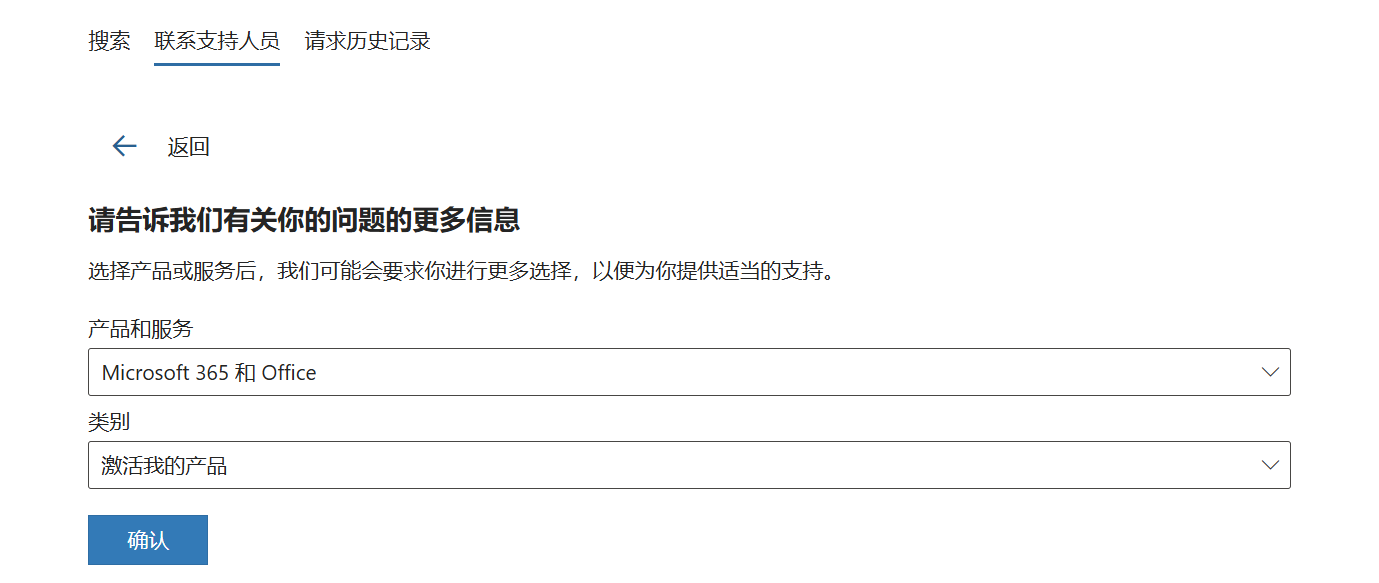 搜索 联系支持人员 请求历史记录
返回
请告诉我们有关你的问题的更多信息
选择产品或服务后，我们可能会要求你进行更多选择，以便为你提供适当的支持。
产品和服务
Microsoft 365 和 Office
类别
激活我的产品
确认